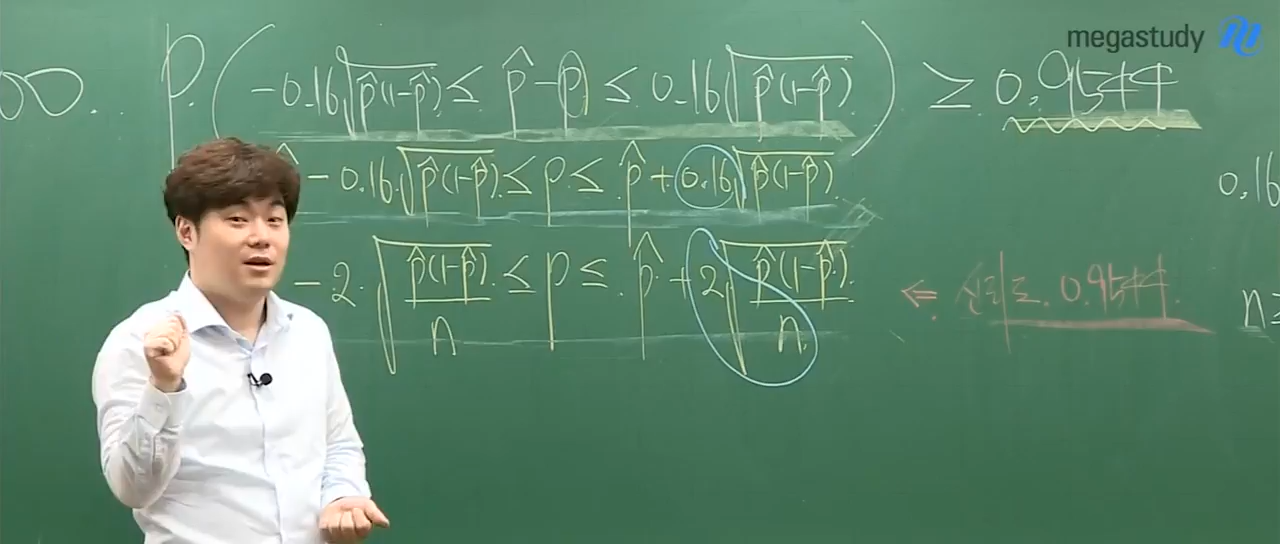 megastudy
00. P(-0.16√p̂(1-p̂) ≤ p̂-p ≤ 0.16√p̂(1-p̂)) ≥ 0.9544
-0.16√p̂(1-p̂) ≤ p ≤ p̂+0.16√p̂(1-p̂)
0.16
-2√p̂(1-p̂)/n ≤ p ≤ p̂+2√p̂(1-p̂)/n ⇐ 신뢰도 0.9544
n≥